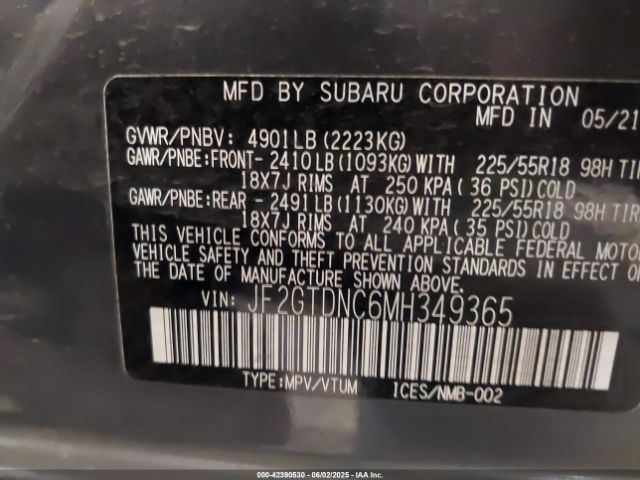 MFD BY SUBARU CORPORATION
MFD IN 05/21
GVWR/PNBV: 4901LB(2223KG)
GAWR/PNBE:FRONT- 2410LB(1093KG)WITH 225/55R18 98H TIR
18X7J RIMS AT 250 KPA( 36 PSI)COLD
GAWR/PNBE:REAR - 2491LB(1130KG)WITH 225/55R18 98H TIR
18X7J RIMS AT 240 KPA( 35 PSI)COLD
THIS VEHICLE CONFORMS TO ALL APPLICABLE FEDERAL MOTOR
VEHICLE SAFETY AND THEFT PREVENTION STANDARDS IN EFFECT
ON THE DATE OF MANUFACTURE SHOWN ABOVE.
VIN: JF2GTDNC6MH349365
TYPE:MPV/VTUM ICES/NMB-002
000-42390530 - 06/02/2025 - IAA Inc.